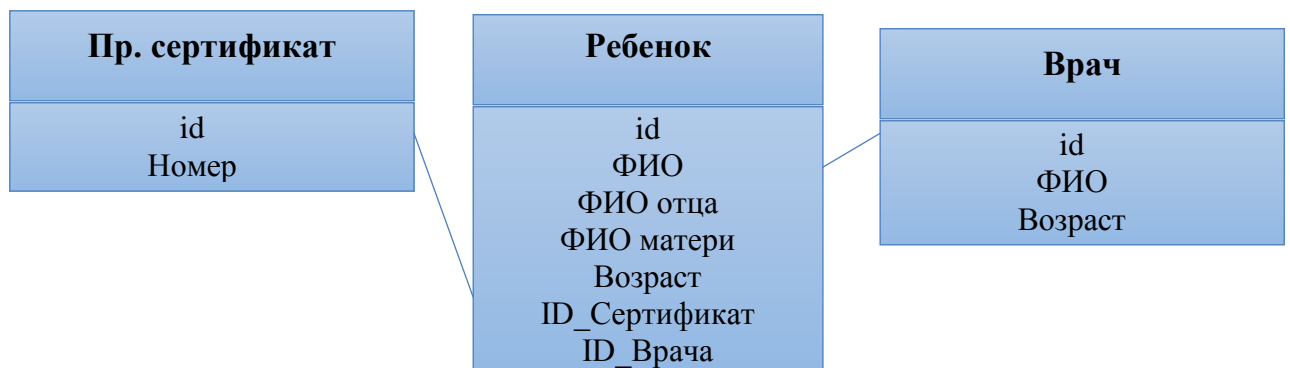 Пр. сертификат
id
Номер
Ребенок
id
ФИО
ФИО отца
ФИО матери
Возраст
ID_Сертификат
ID_Врача
Врач
id
ФИО
Возраст